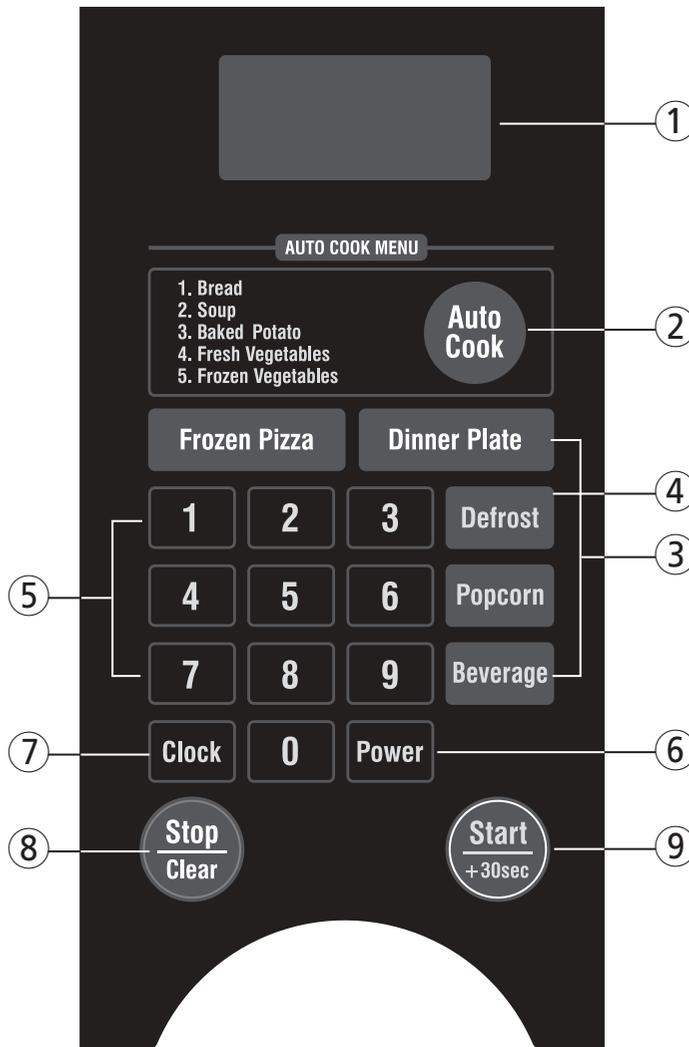 ①
AUTO COOK MENU
1. Bread
2. Soup
3. Baked Potato
4. Fresh Vegetables
5. Frozen Vegetables
Auto
Cook
②
Frozen Pizza
Dinner Plate
1 2 3 Defrost
④
③
⑤
4 5 6 Popcorn
7 8 9 Beverage
⑦
Clock 0 Power
⑥
⑧
Stop
Clear
Start
+30sec
⑨